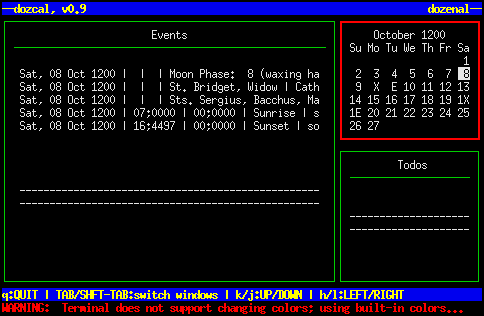 dozcal, v0.9 dozenal
Events
Sat, 08 Oct 1200 | | | Moon Phase: 8 (waxing ha
Sat, 08 Oct 1200 | | | St. Bridget, Widow | Cath
Sat, 08 Oct 1200 | | | Sts. Sergius, Bacchus, Ma
Sat, 08 Oct 1200 | 07;0000 | 00;0000 | Sunrise | s
Sat, 08 Oct 1200 | 16;4497 | 00;0000 | Sunset | so
October 1200
Su Mo Tu We Th Fr Sa
1
2 3 4 5 6 7 8
9 X E 10 11 12 13
14 15 16 17 18 19 1X
1E 20 21 22 23 24 25
26 27
Todos
q:QUIT | TAB/SHFT-TAB:switch windows | k/j:UP/DOWN | h/l:LEFT/RIGHT
WARNING: Terminal does not support changing colors; using built-in colors...